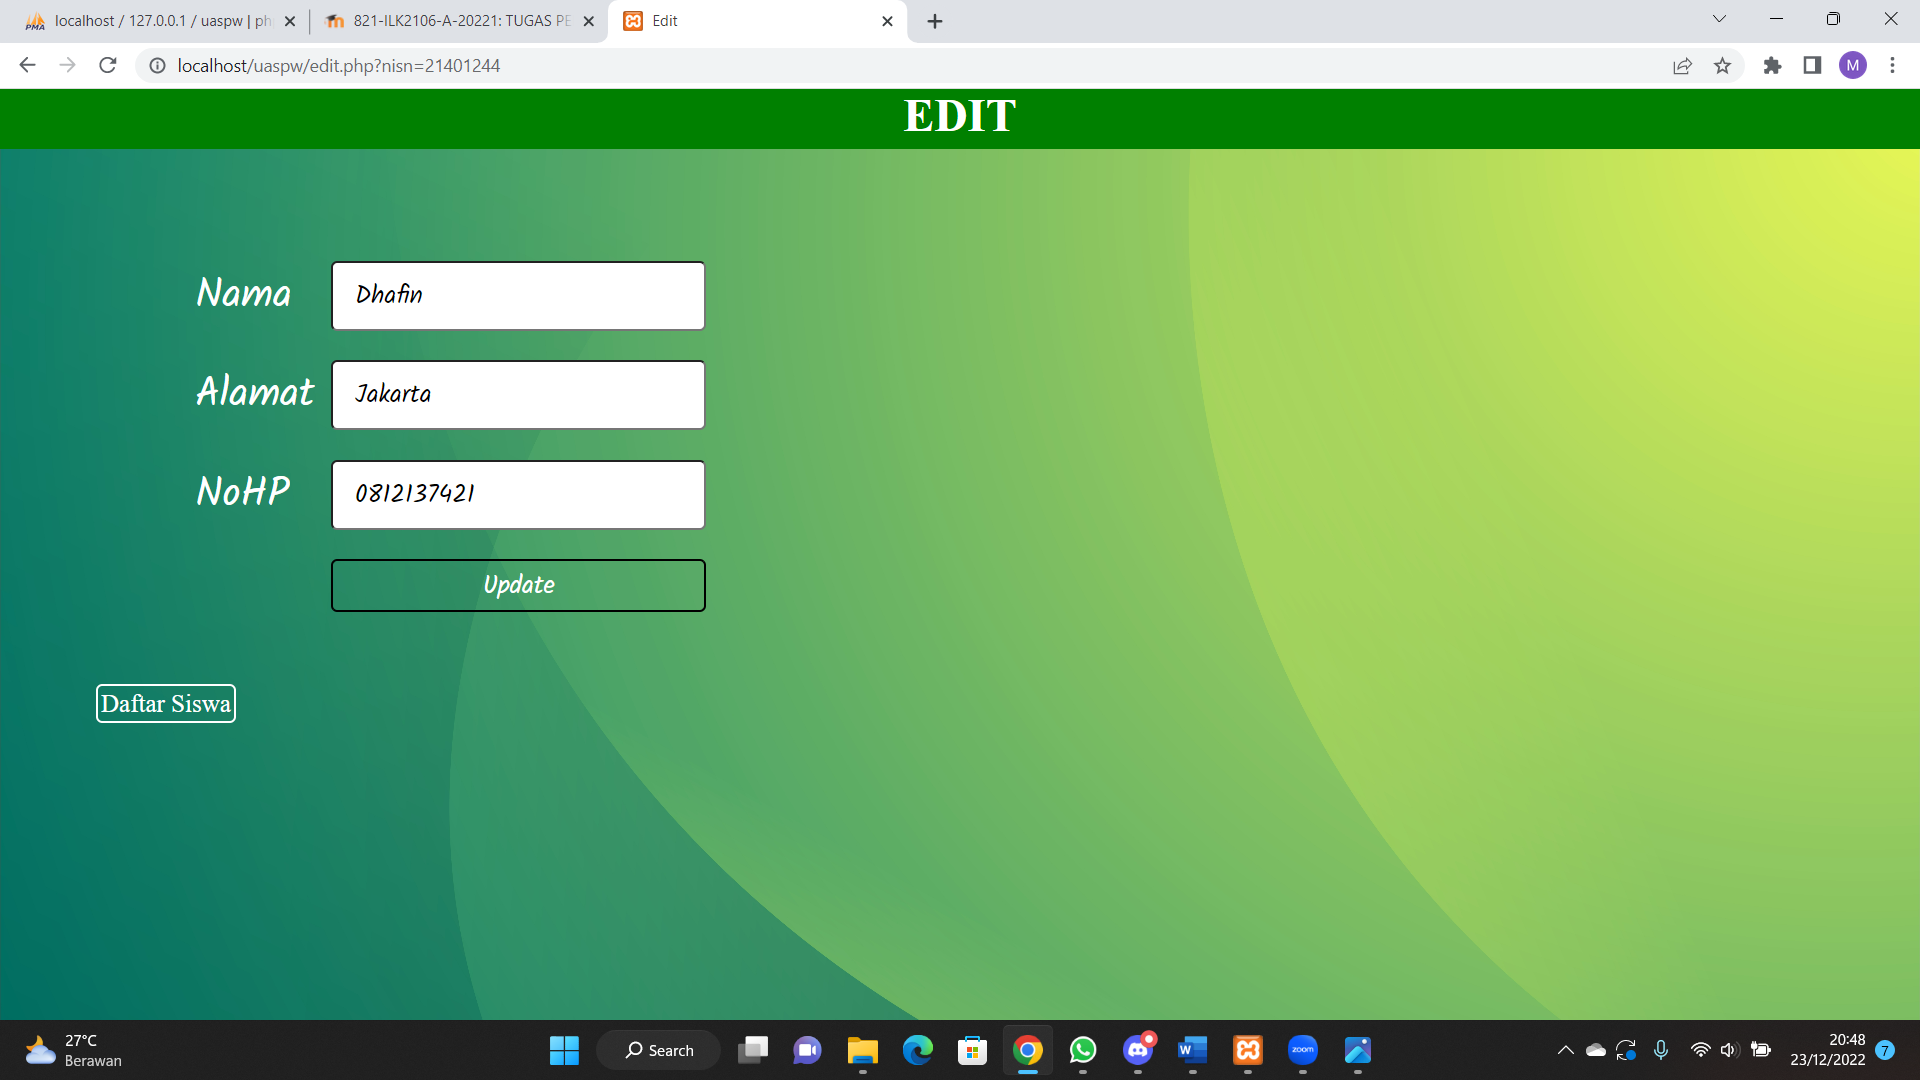 localhost / 127.0.0.1 / uaspw | ph
821-ILK2106-A-20221: TUGAS PE
Edit
localhost/uaspw/edit.php?nisn=21401244
M
EDIT
Nama
Dhafin
Alamat
Jakarta
NoHP
0812137421
Update
Daftar Siswa
27°C
Berawan
Search
zoom
20:48
23/12/2022
7